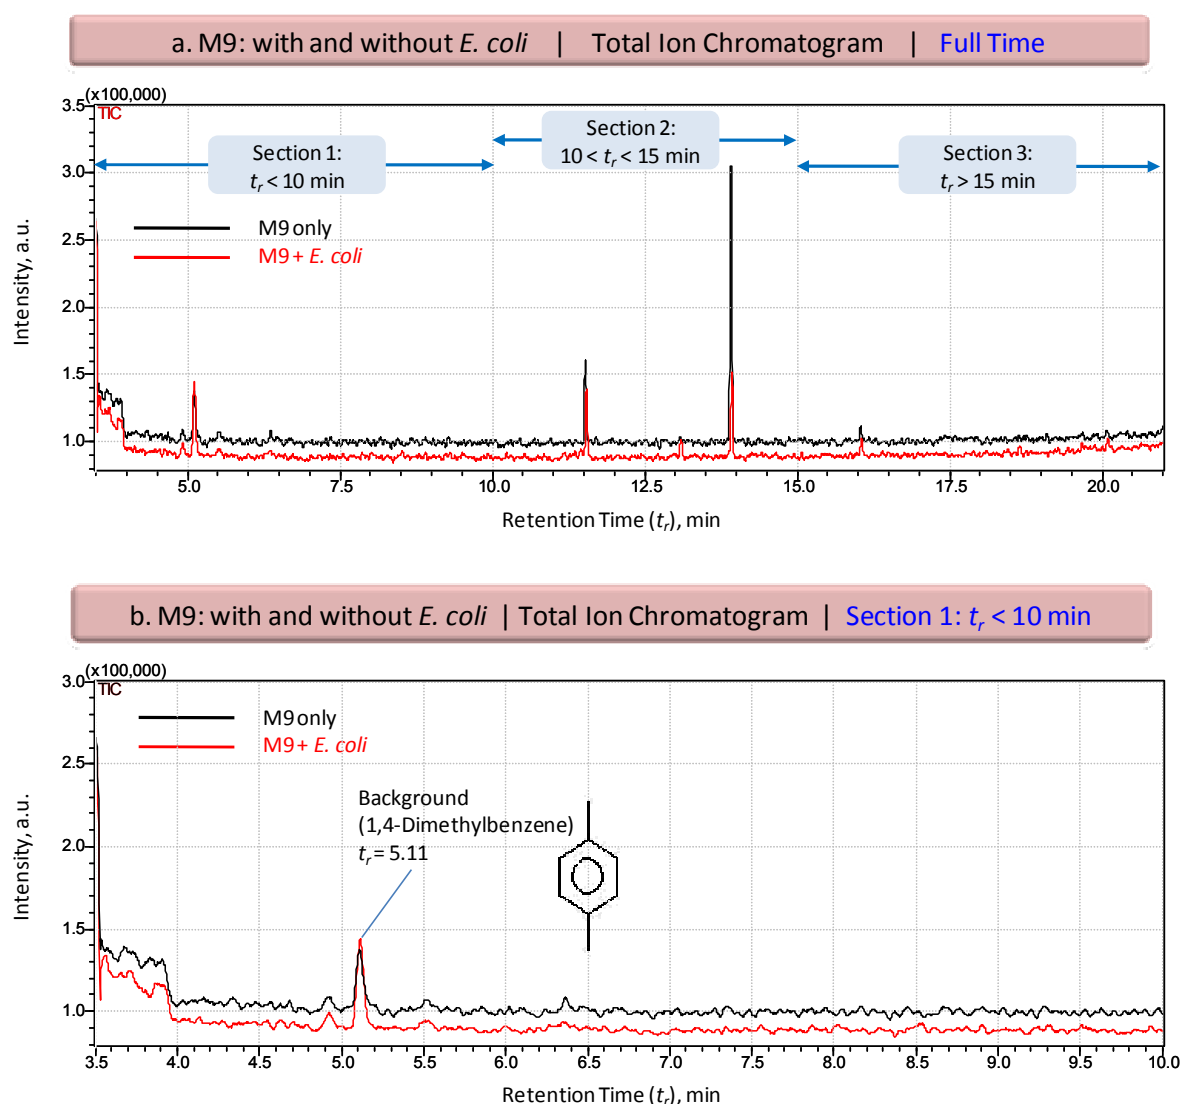 a. M9: with and without E. coli | Total Ion Chromatogram | Full Time
(x100,000)
3.5
TIC
Section 1:
tr < 10 min
Section 2:
10 < tr < 15 min
Section 3:
tr > 15 min
3.0
M9 only
2.5
M9 + E. coli
2.0
1.5
1.0
Intensity, a.u.
5.0 7.5 10.0 12.5 15.0 17.5 20.0
Retention Time (tr), min
b. M9: with and without E. coli | Total Ion Chromatogram | Section 1: tr < 10 min
(x100,000)
3.0
TIC
M9 only
M9 + E. coli
2.5
Background
(1,4-Dimethylbenzene)
tr = 5.11
2.0
1.5
1.0
Intensity, a.u.
3.5 4.0 4.5 5.0 5.5 6.0 6.5 7.0 7.5 8.0 8.5 9.0 9.5 10.0
Retention Time (tr), min